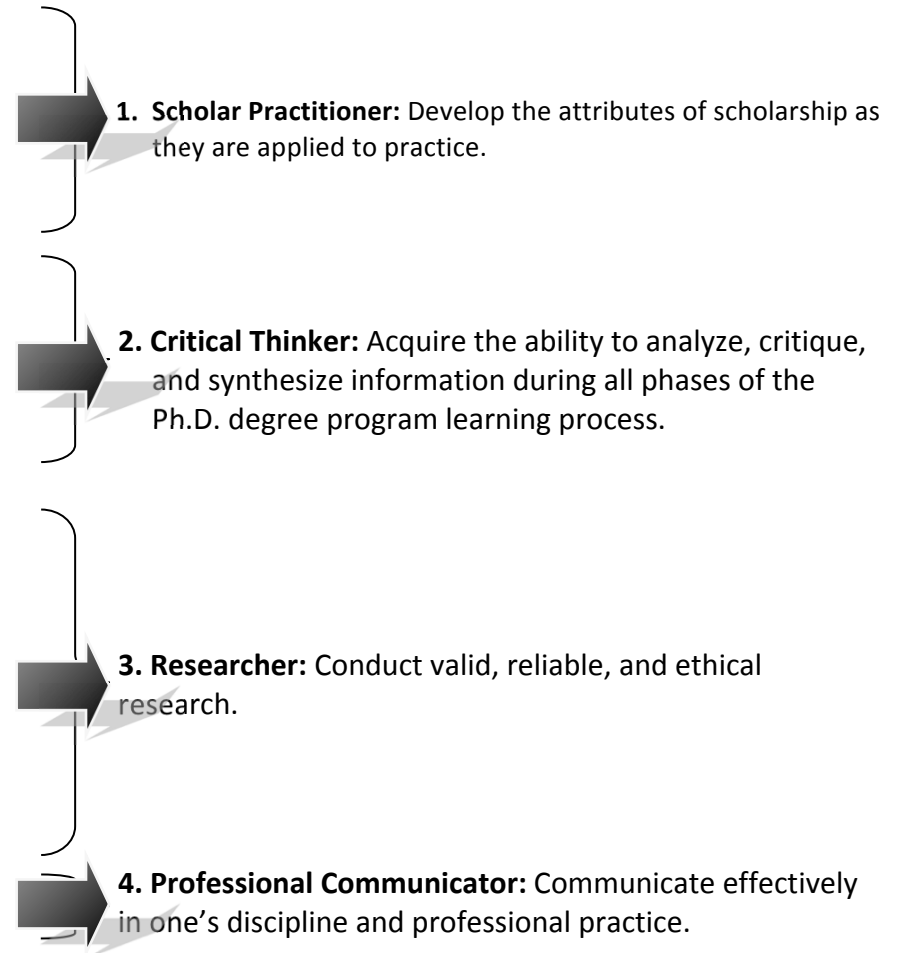 1. Scholar Practitioner: Develop the attributes of scholarship as
they are applied to practice.
2. Critical Thinker: Acquire the ability to analyze, critique,
and synthesize information during all phases of the
Ph.D. degree program learning process.
3. Researcher: Conduct valid, reliable, and ethical
research.
4. Professional Communicator: Communicate effectively
in one’s discipline and professional practice.